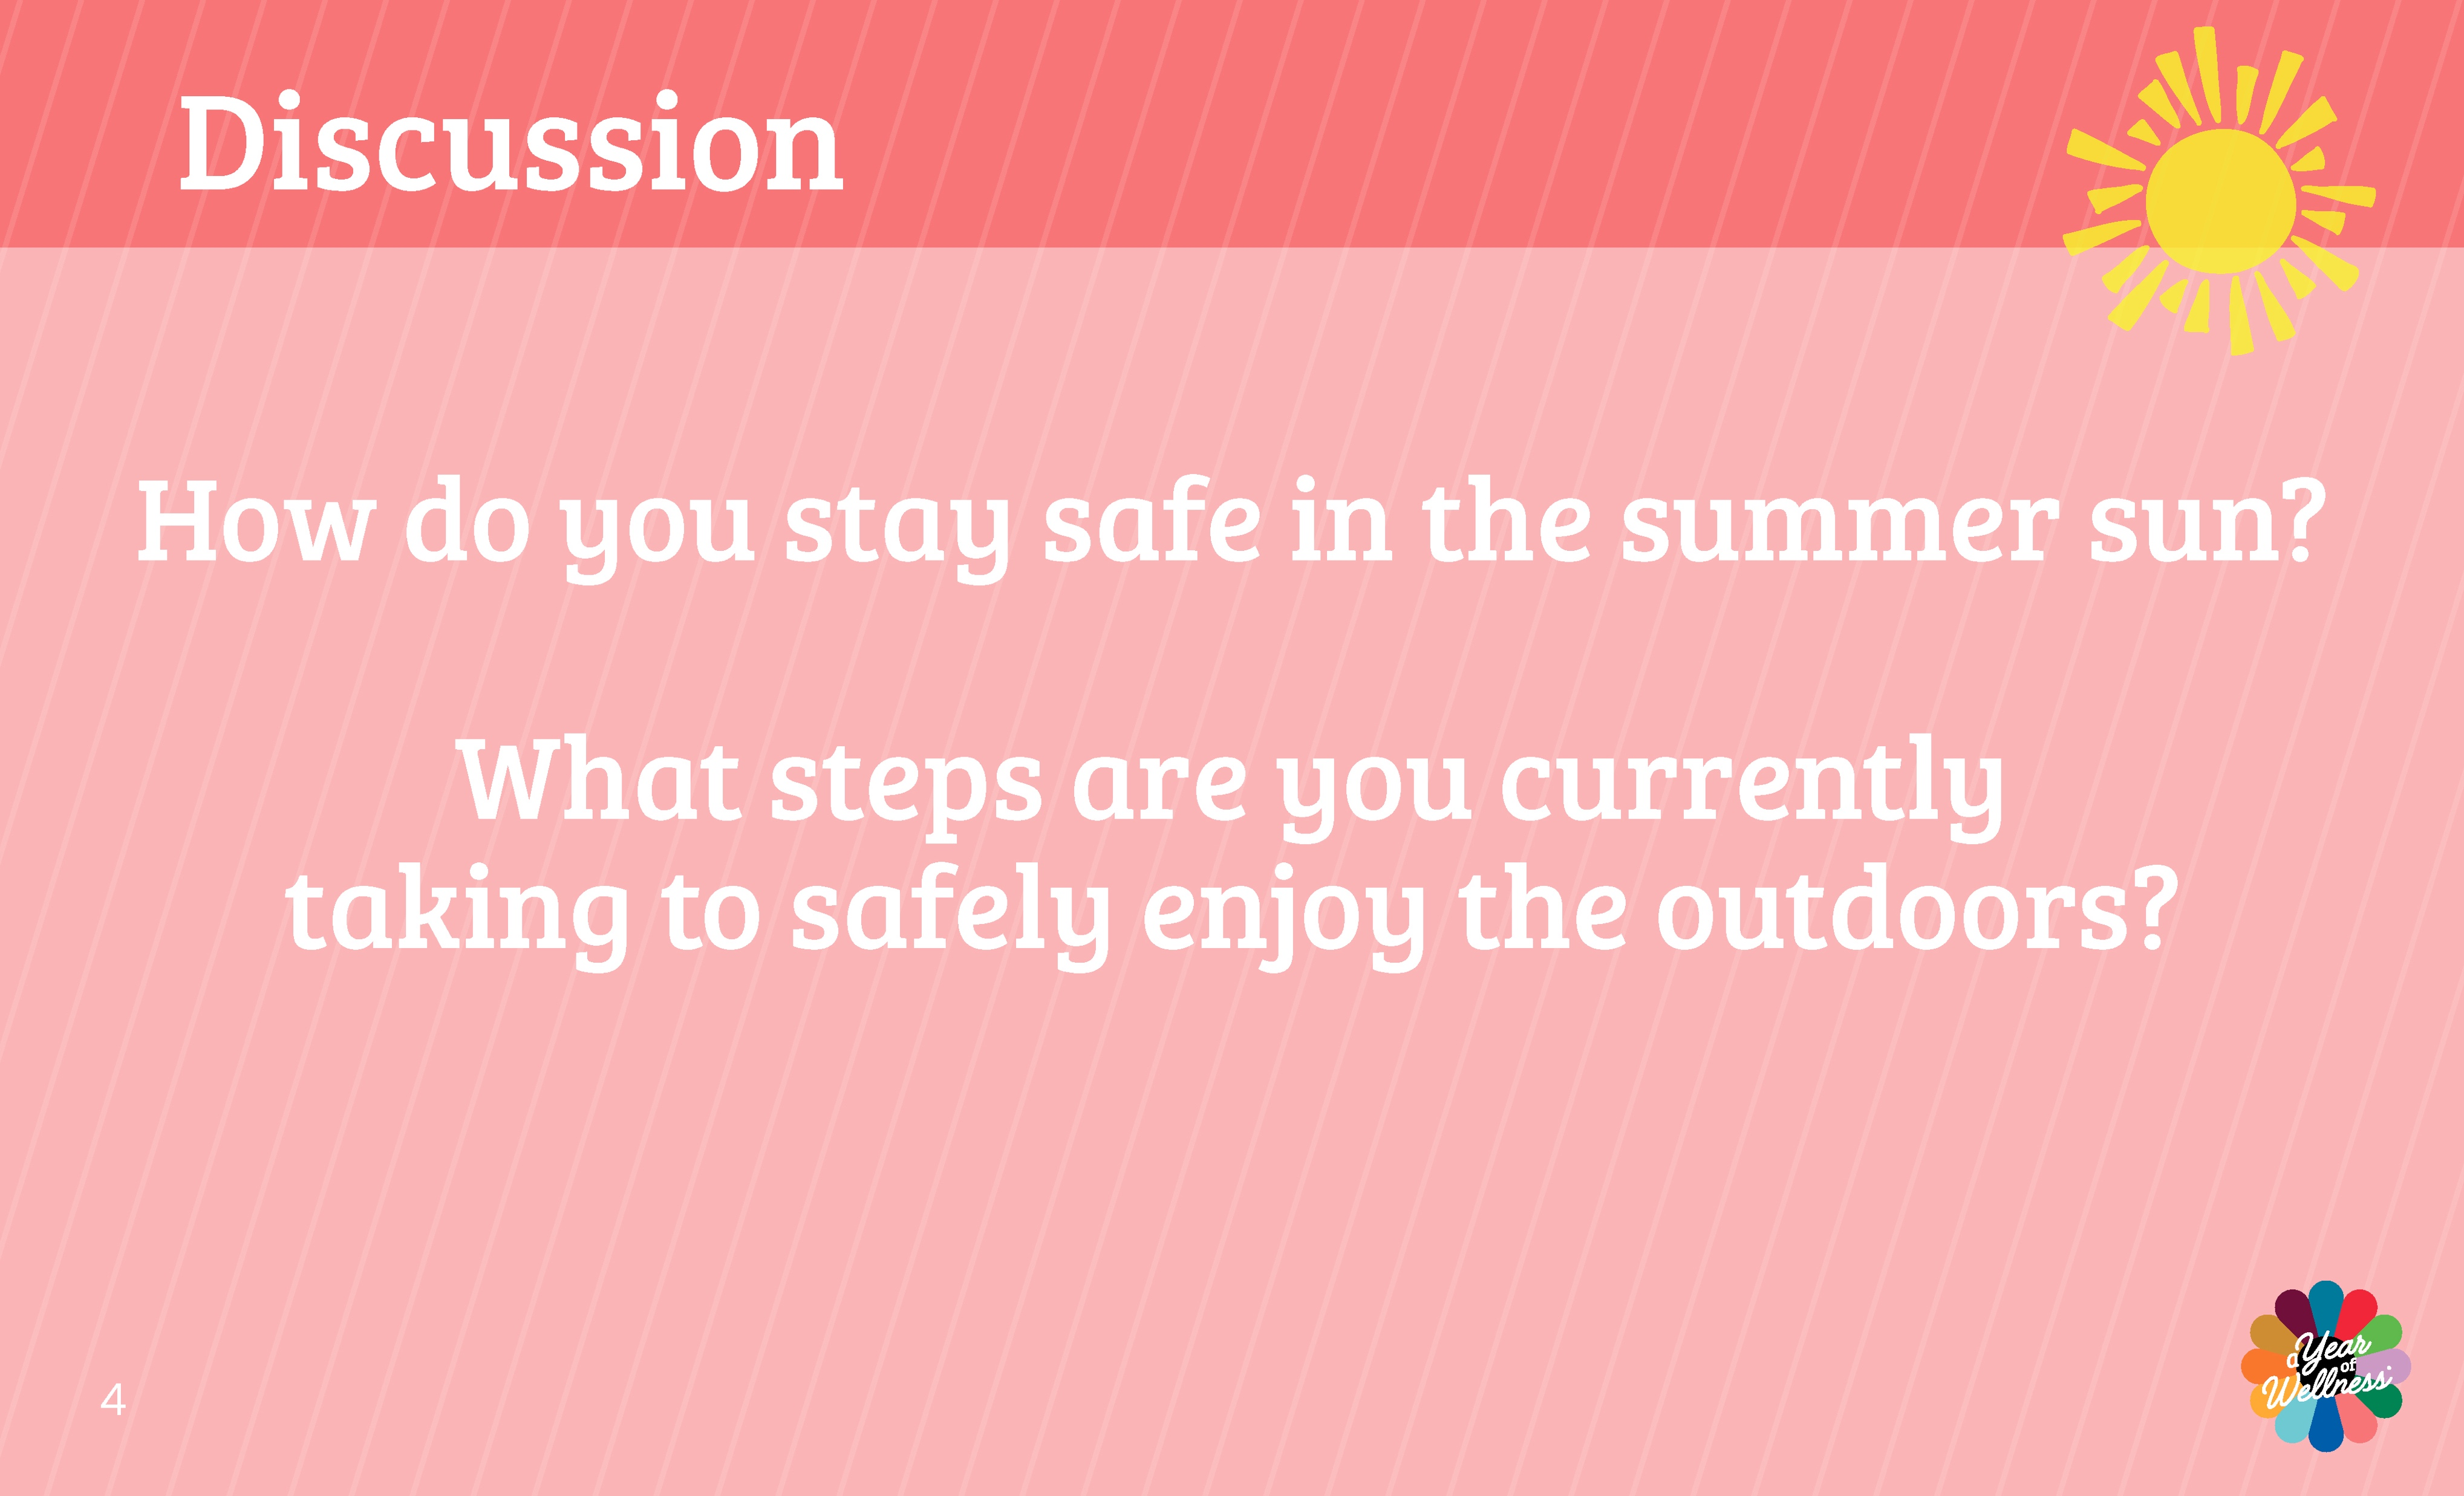 Discussion
How do you stay safe in the summer sun?
What steps are you currently
taking to safely enjoy the outdoors?
4
a Year
of
Wellness